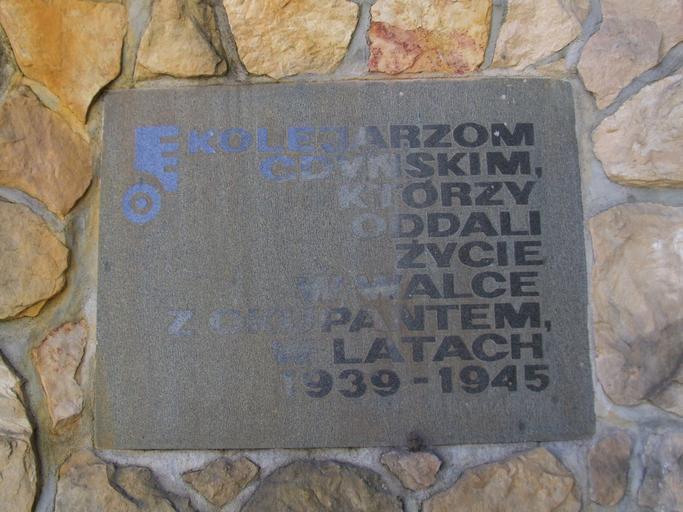 KOLEJARZOM
GDYŃSKIM,
KTÓRZY
ODDALI
ŻYCIE
W WALCE
Z OKUPANTEM,
W LATACH
1939-1945